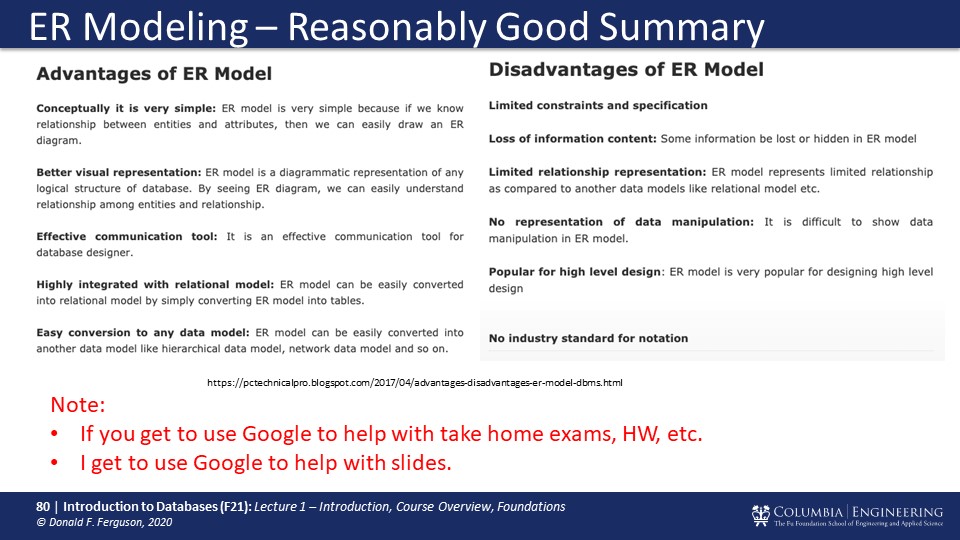 ER Modeling – Reasonably Good Summary
Advantages of ER Model
Conceptually it is very simple: ER model is very simple because if we know
relationship between entities and attributes, then we can easily draw an ER
diagram.
Better visual representation: ER model is a diagrammatic representation of any
logical structure of database. By seeing ER diagram, we can easily understand
relationship among entities and relationship.
Effective communication tool: It is an effective communication tool for
database designer.
Highly integrated with relational model: ER model can be easily converted
into relational model by simply converting ER model into tables.
Easy conversion to any data model: ER model can be easily converted into
another data model like hierarchical data model, network data model and so on.
Disadvantages of ER Model
Limited constraints and specification
Loss of information content: Some information be lost or hidden in ER model
Limited relationship representation: ER model represents limited relationship
as compared to another data models like relational model etc.
No representation of data manipulation: It is difficult to show data
manipulation in ER model.
Popular for high level design: ER model is very popular for designing high level
design
No industry standard for notation
https://pctechnicalpro.blogspot.com/2017/04/advantages-disadvantages-er-model-dbms.html
Note:
• If you get to use Google to help with take home exams, HW, etc.
• I get to use Google to help with slides.
80 | Introduction to Databases (F21): Lecture 1 – Introduction, Course Overview, Foundations
© Donald F. Ferguson, 2020
COLUMBIA | ENGINEERING
The Fu Foundation School of Engineering and Applied Science